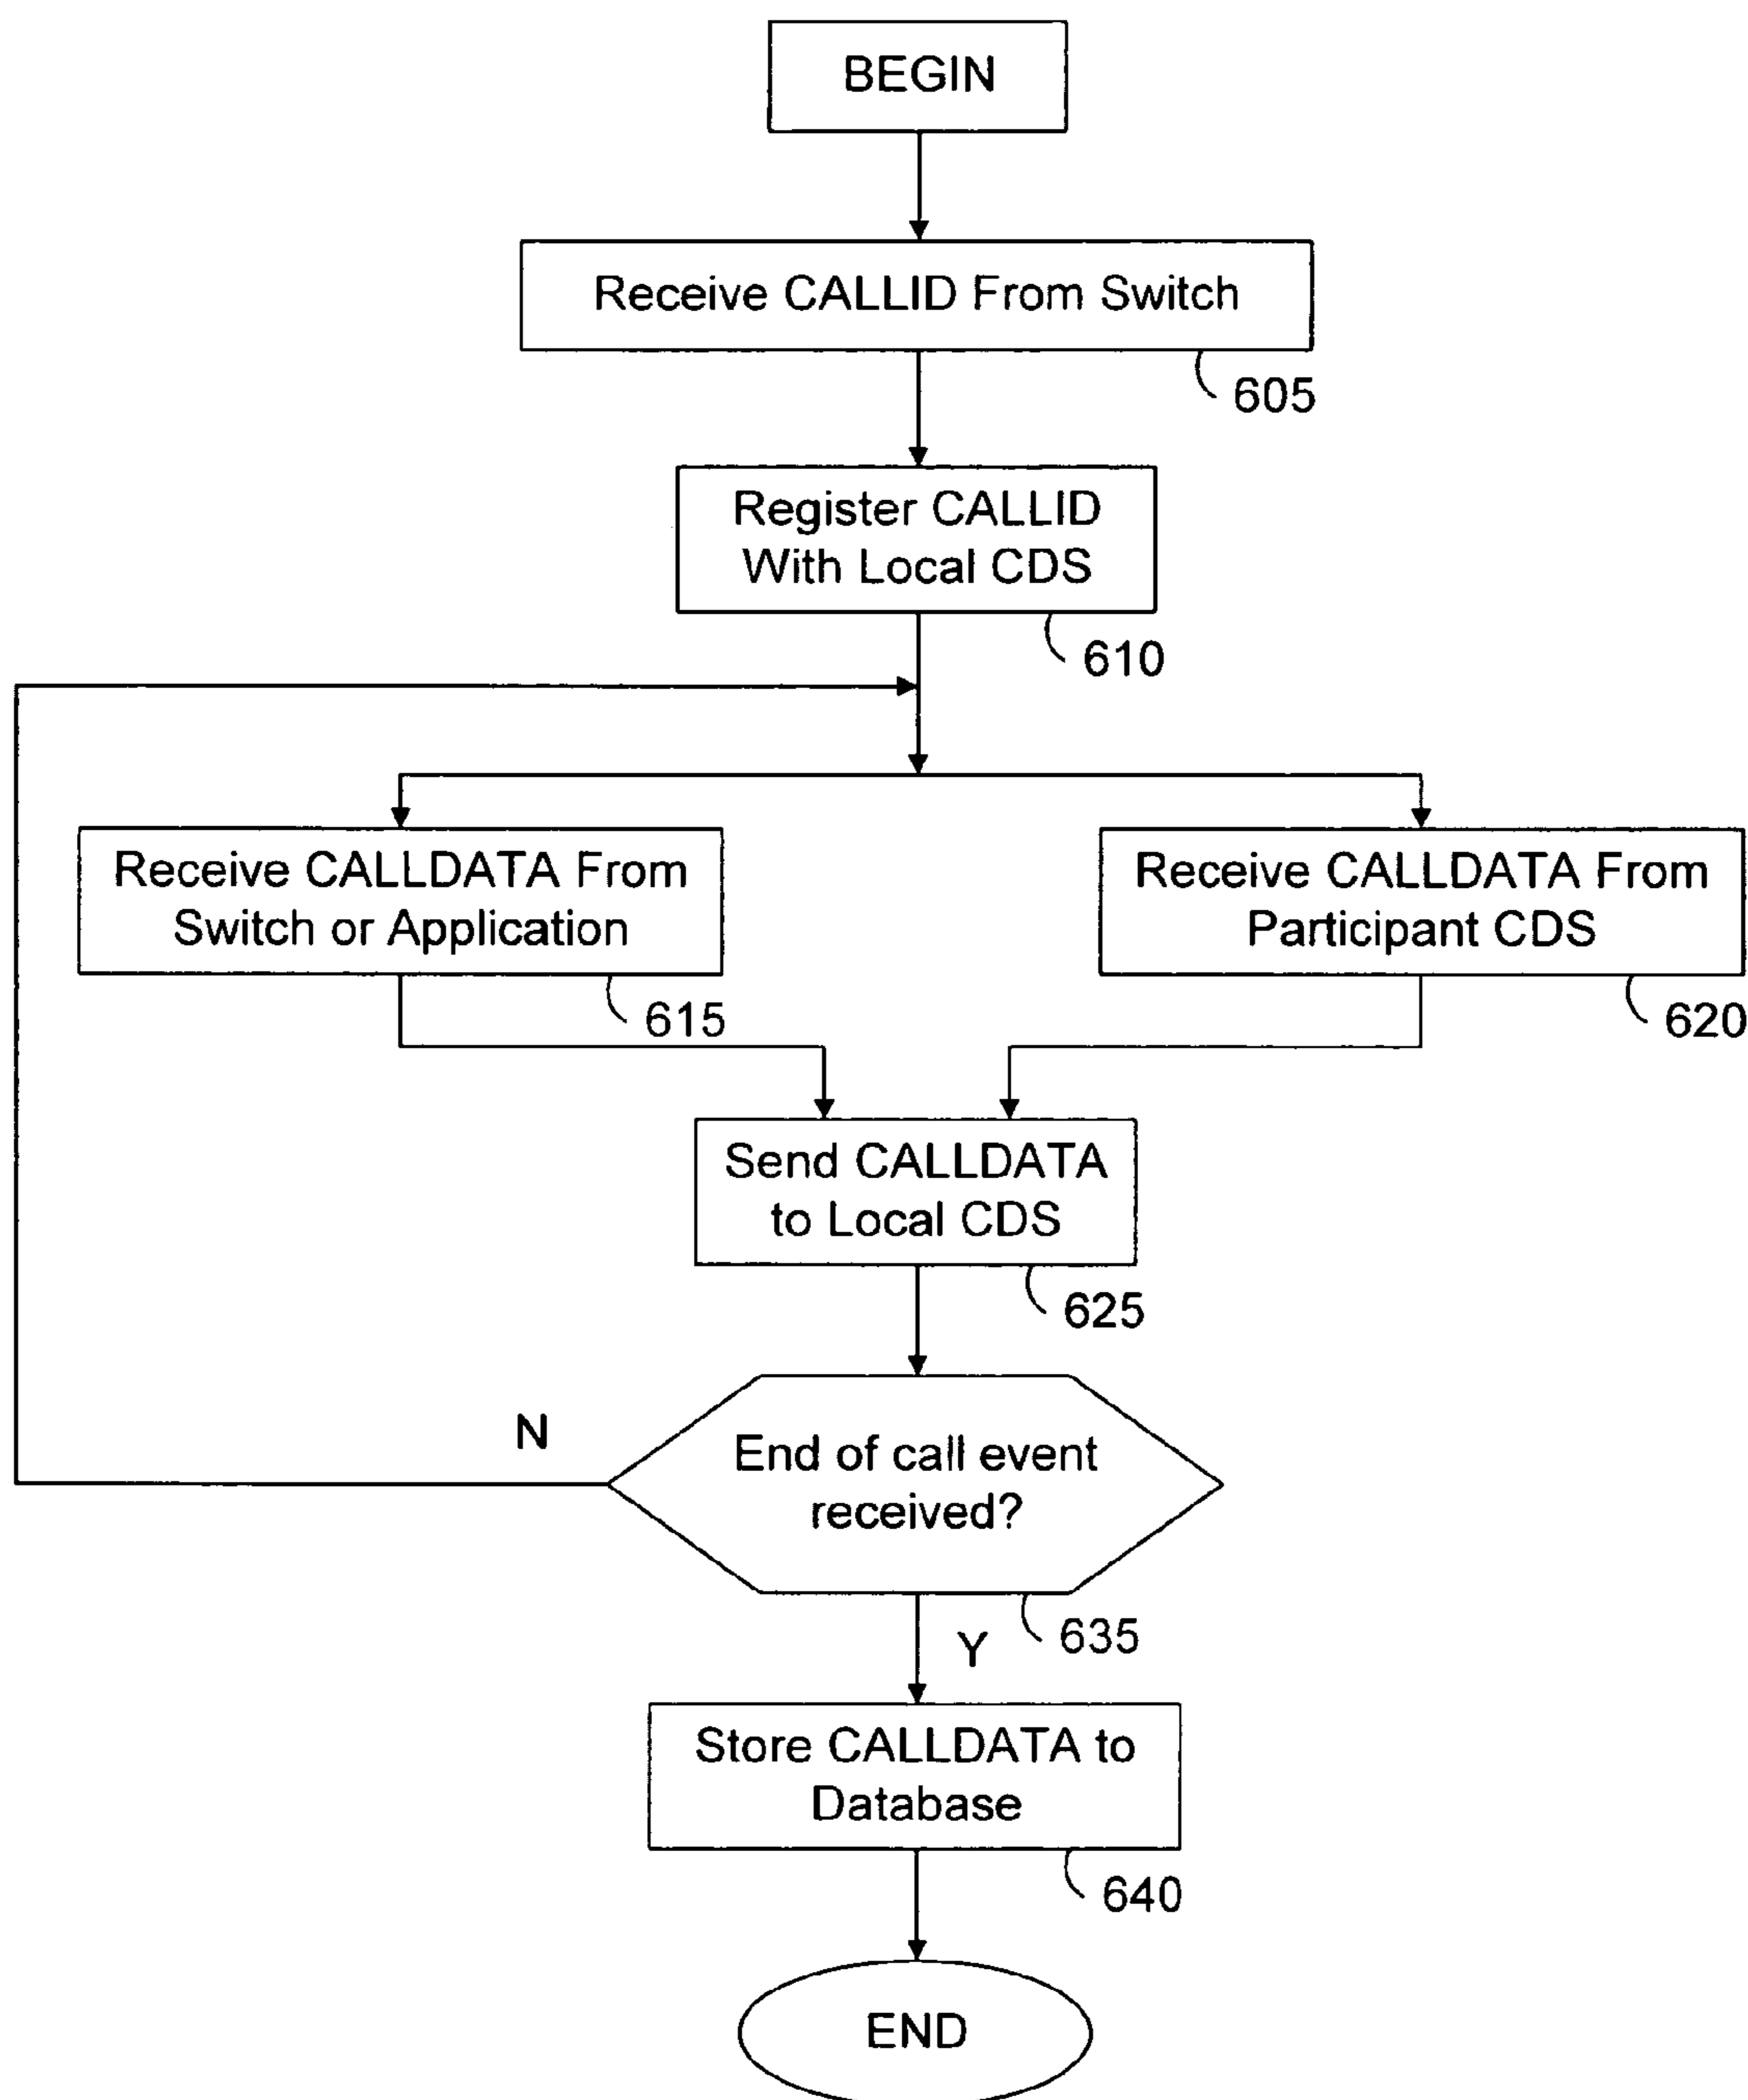 BEGIN
Receive CALLID From Switch
605
Register CALLID
With Local CDS
610
Receive CALLDATA From
Switch or Application
615
Receive CALLDATA From
Participant CDS
620
Send CALLDATA
to Local CDS
625
N
End of call event
received?
635
Y
Store CALLDATA to
Database
640
END